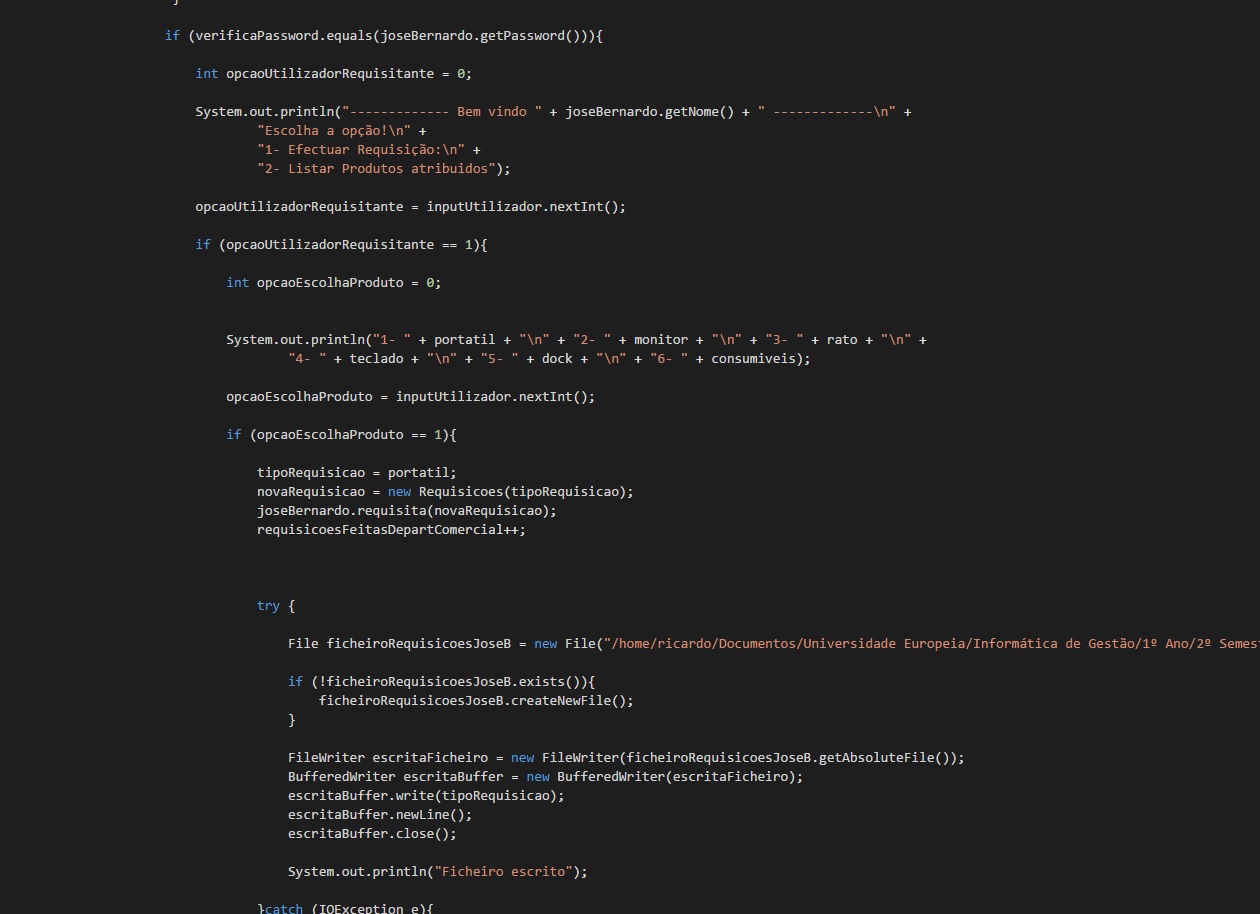 }
if (verificaPassword.equals(joseBernardo.getPassword())){
int opcaoUtilizadorRequisitante = 0;
System.out.println("------------- Bem vindo " + joseBernardo.getNome() + " -------------\n" +
"Escolha a opção!\n" +
"1- Efectuar Requisição:\n" +
"2- Listar Produtos atribuidos");
opcaoUtilizadorRequisitante = inputUtilizador.nextInt();
if (opcaoUtilizadorRequisitante == 1){
int opcaoEscolhaProduto = 0;
System.out.println("1- " + portatil + "\n" + "2- " + monitor + "\n" + "3- " + rato + "\n" +
"4- " + teclado + "\n" + "5- " + dock + "\n" + "6- " + consumiveis);
opcaoEscolhaProduto = inputUtilizador.nextInt();
if (opcaoEscolhaProduto == 1){
tipoRequisicao = portatil;
novaRequisicao = new Requisicoes(tipoRequisicao);
joseBernardo.requisita(novaRequisicao);
requisicoesFeitasDepartComercial++;
try {
File ficheiroRequisicoesJoseB = new File("/home/ricardo/Documentos/Universidade Europeia/Informática de Gestão/1º Ano/2º Semest
if (!ficheiroRequisicoesJoseB.exists()){
ficheiroRequisicoesJoseB.createNewFile();
}
FileWriter escritaFicheiro = new FileWriter(ficheiroRequisicoesJoseB.getAbsoluteFile());
BufferedWriter escritaBuffer = new BufferedWriter(escritaFicheiro);
escritaBuffer.write(tipoRequisicao);
escritaBuffer.newLine();
escritaBuffer.close();
System.out.println("Ficheiro escrito");
}catch (IOException e){